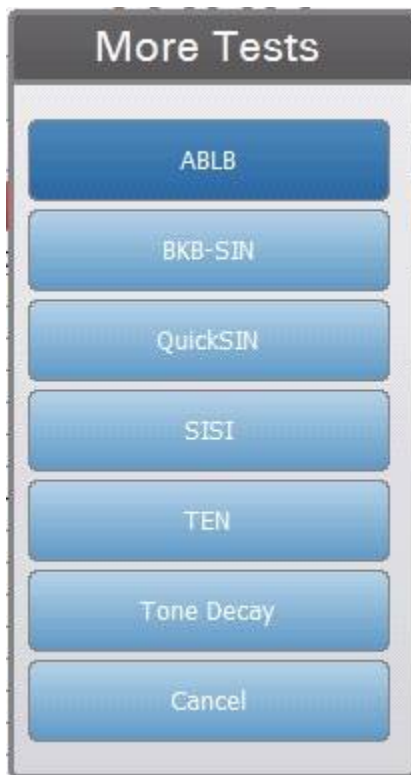 More Tests
ABLB
BKB-SIN
QuickSIN
SISI
TEN
Tone Decay
Cancel